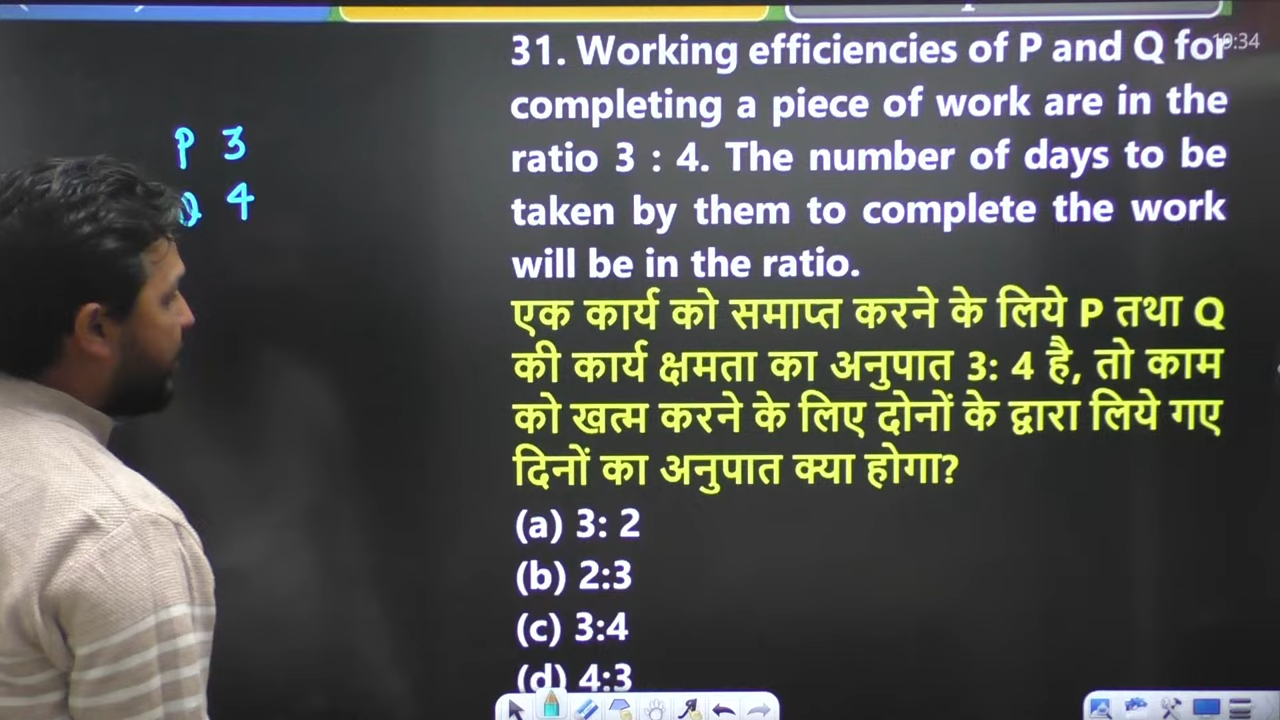 19:34
31. Working efficiencies of P and Q for
completing a piece of work are in the
ratio 3 : 4. The number of days to be
taken by them to complete the work
will be in the ratio.
एक कार्य को समाप्त करने के लिये P तथा Q
की कार्य क्षमता का अनुपात 3: 4 है, तो काम
को खत्म करने के लिए दोनों के द्वारा लिये गए
दिनों का अनुपात क्या होगा?
(a) 3: 2
(b) 2:3
(c) 3:4
(d) 4:3
P 3
Q 4